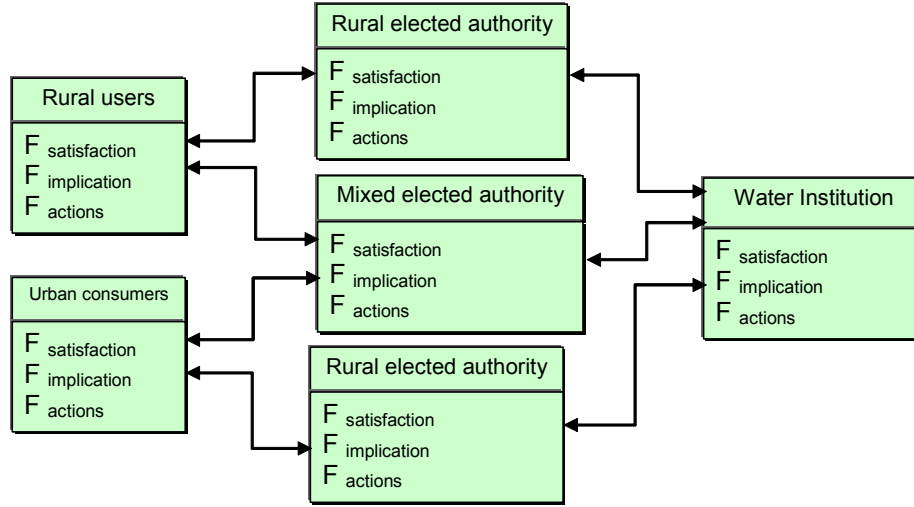 Rural elected authority
F satisfaction
F implication
F actions
Rural users
F satisfaction
F implication
F actions
Mixed elected authority
F satisfaction
F implication
F actions
Water Institution
F satisfaction
F implication
F actions
Urban consumers
F satisfaction
F implication
F actions
Rural elected authority
F satisfaction
F implication
F actions